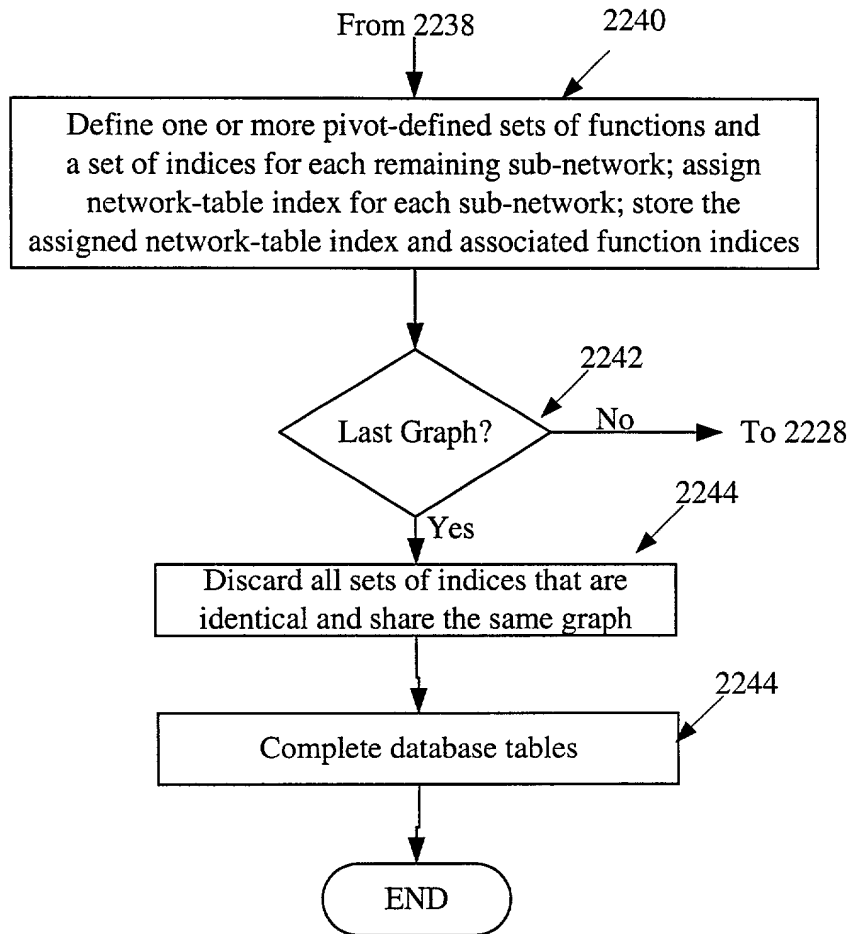 From 2238
2240
Define one or more pivot-defined sets of functions and
a set of indices for each remaining sub-network; assign
network-table index for each sub-network; store the
assigned network-table index and associated function indices
2242
Last Graph?
No
To 2228
Yes
2244
Discard all sets of indices that are
identical and share the same graph
2244
Complete database tables
END